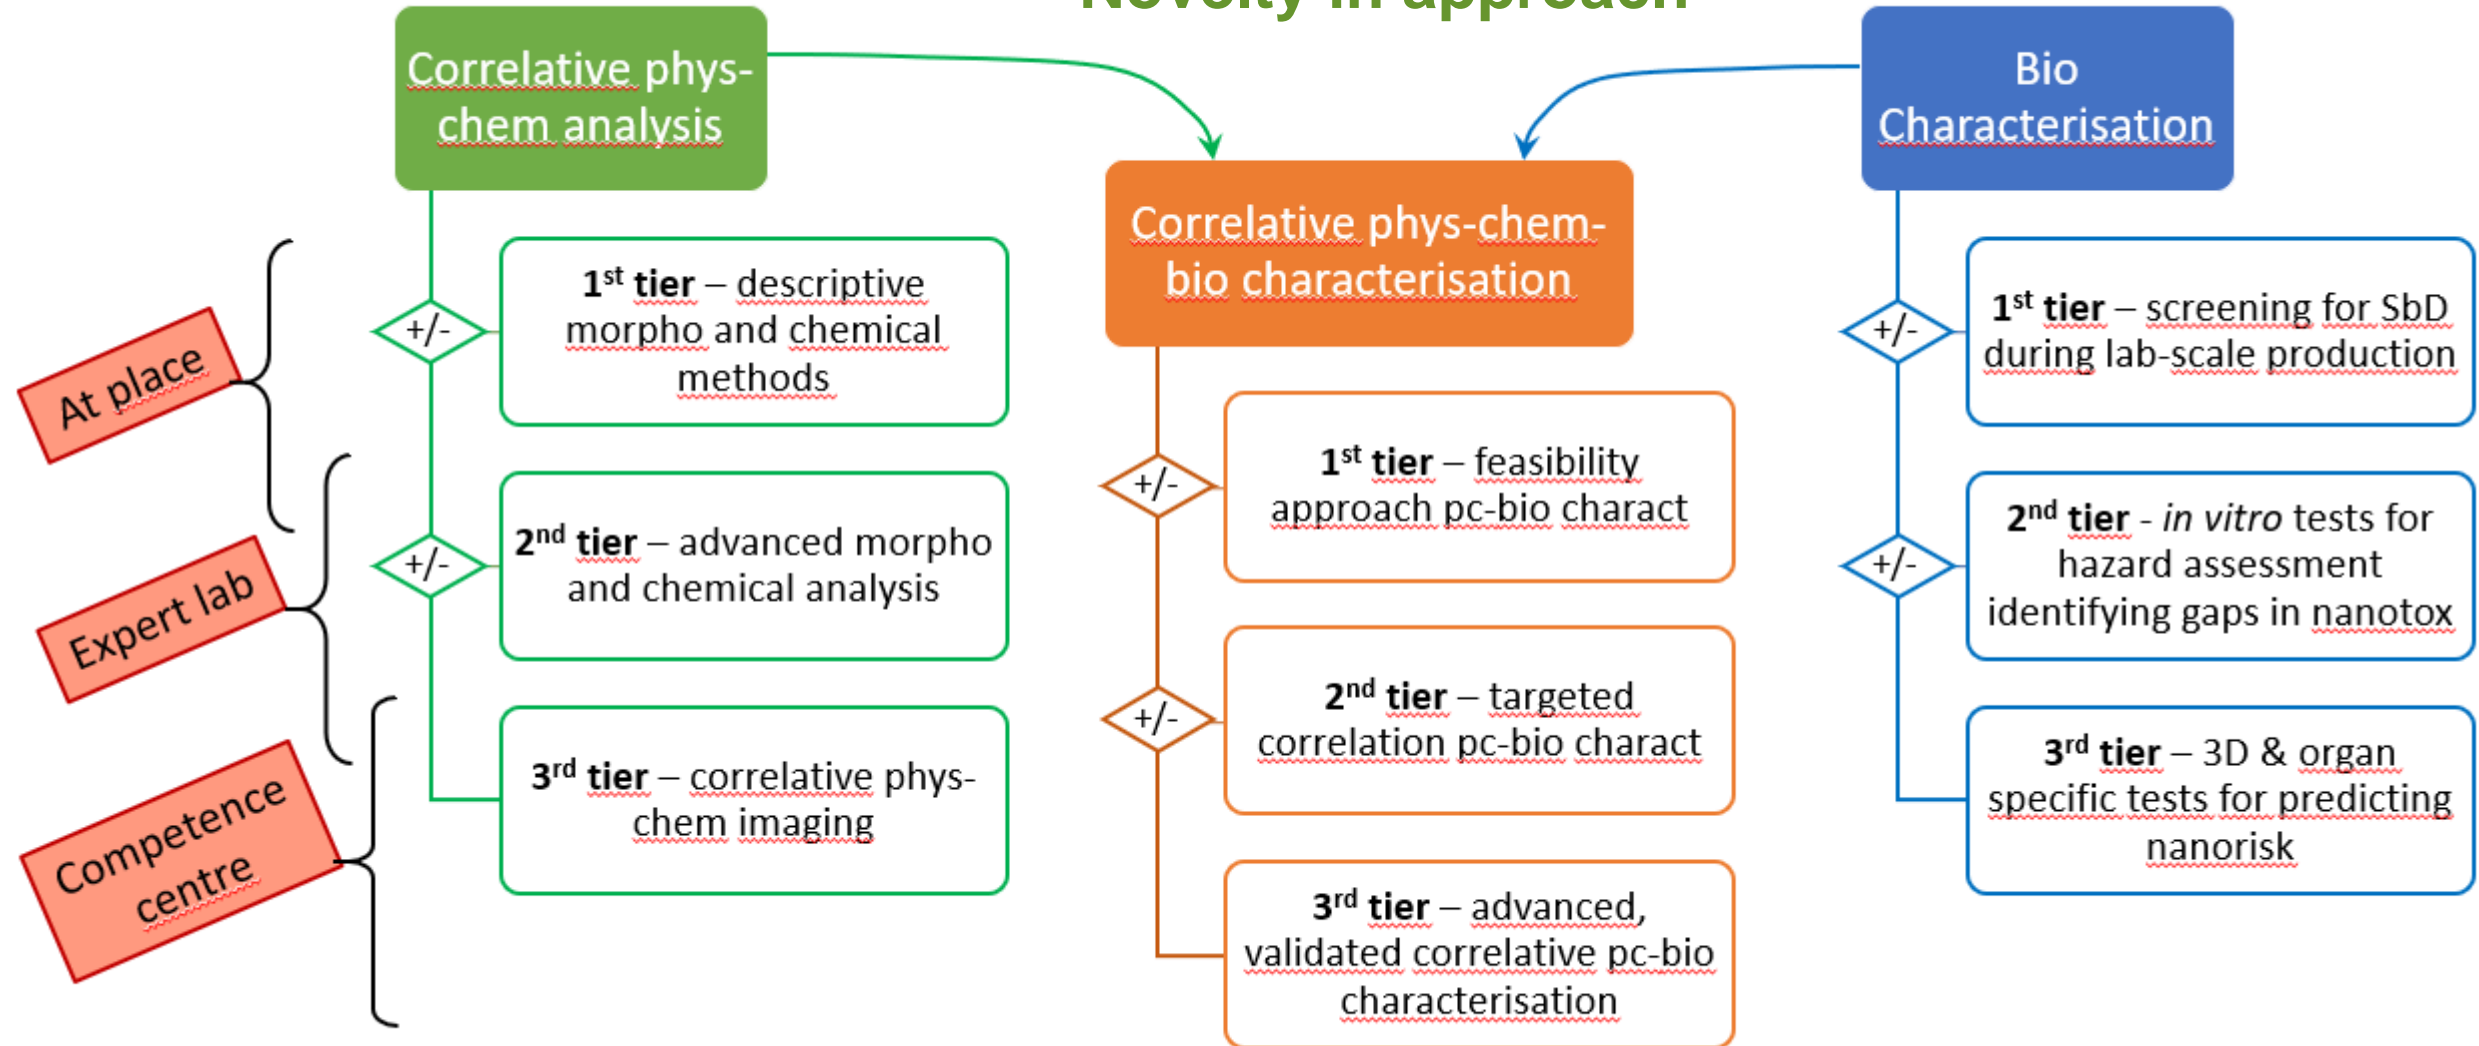 Novelty in approach
Correlative phys-
chem analysis
Bio
Characterisation
Correlative phys-chem-
bio characterisation
At place
Expert lab
Competence
centre
+/-
1st tier – descriptive
morpho and chemical
methods
+/-
2nd tier – advanced morpho
and chemical analysis
3rd tier – correlative phys-
chem imaging
+/-
1st tier – feasibility
approach pc-bio charact
+/-
2nd tier – targeted
correlation pc-bio charact
3rd tier – advanced,
validated correlative pc-bio
characterisation
+/-
1st tier – screening for SbD
during lab-scale production
+/-
2nd tier - in vitro tests for
hazard assessment
identifying gaps in nanotox
3rd tier – 3D & organ
specific tests for predicting
nanorisk